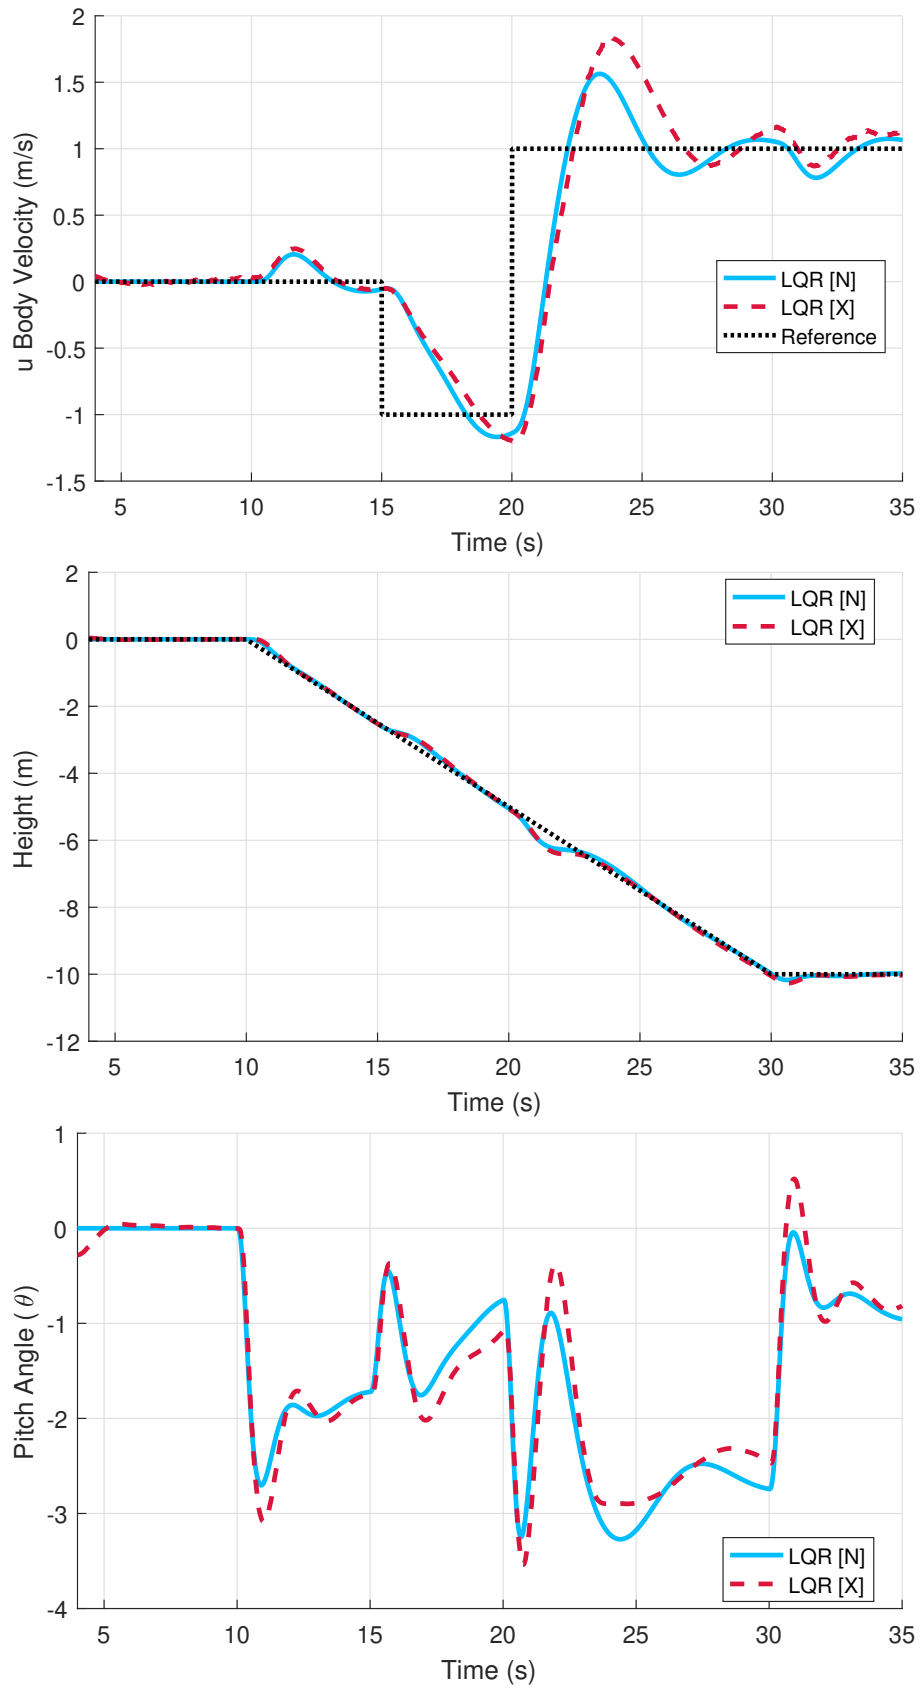 2
1.5
1
0.5
0
-0.5
-1
-1.5
u Body Velocity (m/s)
LQR [N]
LQR [X]
Reference
5 10 15 20 25 30 35
Time (s)
2
0
-2
-4
-6
-8
-10
-12
Height (m)
LQR [N]
LQR [X]
5 10 15 20 25 30 35
Time (s)
1
0
-1
-2
-3
-4
Pitch Angle (θ)
LQR [N]
LQR [X]
5 10 15 20 25 30 35
Time (s)